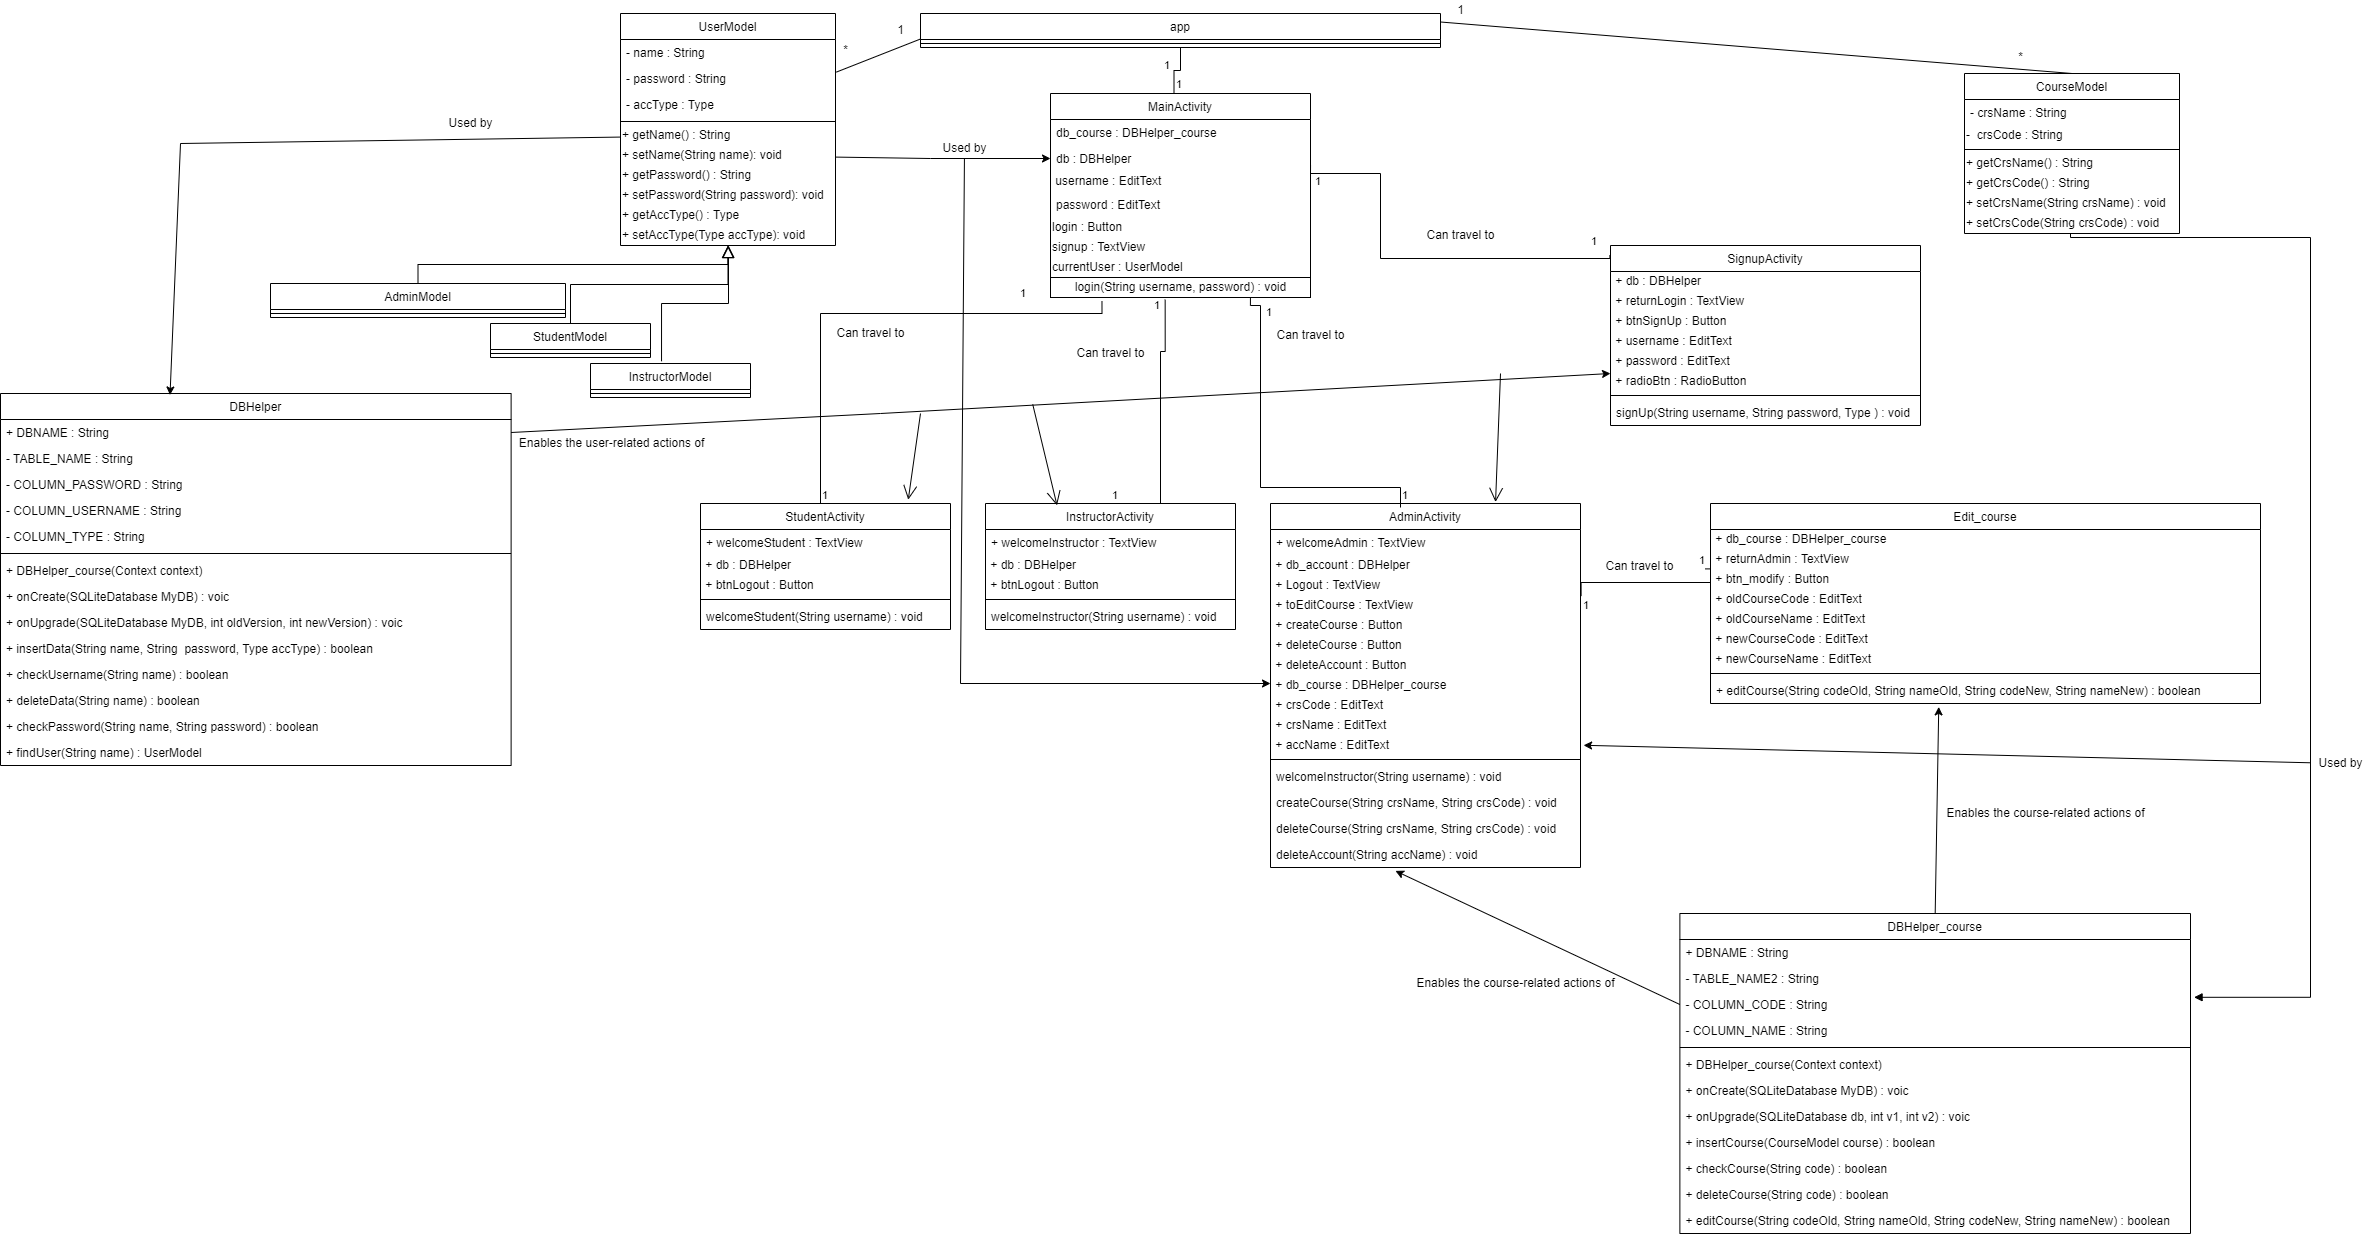 UserModel
- name : String
- password : String
- accType : Type
+ getName() : String
+ setName(String name): void
+ getPassword() : String
+ setPassword(String password): void
+ getAccType() : Type
+ setAccType(Type accType): void
*
1
app
1
*
1
1
MainActivity
db_course : DBHelper_course
db : DBHelper
username : EditText
password : EditText
login : Button
signup : TextView
currentUser : UserModel
login(String username, password) : void
CourseModel
- crsName : String
- crsCode : String
+ getCrsName() : String
+ getCrsCode() : String
+ setCrsName(String crsName) : void
+ setCrsCode(String crsCode) : void
Used by
Used by
1
Can travel to
1
SignupActivity
+ db : DBHelper
+ returnLogin : TextView
+ btnSignUp : Button
+ username : EditText
+ password : EditText
+ radioBtn : RadioButton
signUp(String username, String password, Type ) : void
AdminModel
StudentModel
InstructorModel
1
Can travel to
1
1
Can travel to
1
1
Can travel to
1
DBHelper
+ DBNAME : String
- TABLE_NAME : String
- COLUMN_PASSWORD : String
- COLUMN_USERNAME : String
- COLUMN_TYPE : String
+ DBHelper_course(Context context)
+ onCreate(SQLiteDatabase MyDB) : voic
+ onUpgrade(SQLiteDatabase MyDB, int oldVersion, int newVersion) : voic
+ insertData(String name, String  password, Type accType) : boolean
+ checkUsername(String name) : boolean
+ deleteData(String name) : boolean
+ checkPassword(String name, String password) : boolean
+ findUser(String name) : UserModel
Enables the user-related actions of
StudentActivity
+ welcomeStudent : TextView
+ db : DBHelper
+ btnLogout : Button
welcomeStudent(String username) : void
InstructorActivity
+ welcomeInstructor : TextView
+ db : DBHelper
+ btnLogout : Button
welcomeInstructor(String username) : void
AdminActivity
+ welcomeAdmin : TextView
+ db_account : DBHelper
+ Logout : TextView
+ toEditCourse : TextView
+ createCourse : Button
+ deleteCourse : Button
+ deleteAccount : Button
+ db_course : DBHelper_course
+ crsCode : EditText
+ crsName : EditText
+ accName : EditText
welcomeInstructor(String username) : void
createCourse(String crsName, String crsCode) : void
deleteCourse(String crsName, String crsCode) : void
deleteAccount(String accName) : void
Can travel to
1
1
Edit_course
+ db_course : DBHelper_course
+ returnAdmin : TextView
+ btn_modify : Button
+ oldCourseCode : EditText
+ oldCourseName : EditText
+ newCourseCode : EditText
+ newCourseName : EditText
+ editCourse(String codeOld, String nameOld, String codeNew, String nameNew) : boolean
Used by
Enables the course-related actions of
Enables the course-related actions of
DBHelper_course
+ DBNAME : String
- TABLE_NAME2 : String
- COLUMN_CODE : String
- COLUMN_NAME : String
+ DBHelper_course(Context context)
+ onCreate(SQLiteDatabase MyDB) : voic
+ onUpgrade(SQLiteDatabase db, int v1, int v2) : voic
+ insertCourse(CourseModel course) : boolean
+ checkCourse(String code) : boolean
+ deleteCourse(String code) : boolean
+ editCourse(String codeOld, String nameOld, String codeNew, String nameNew) : boolean